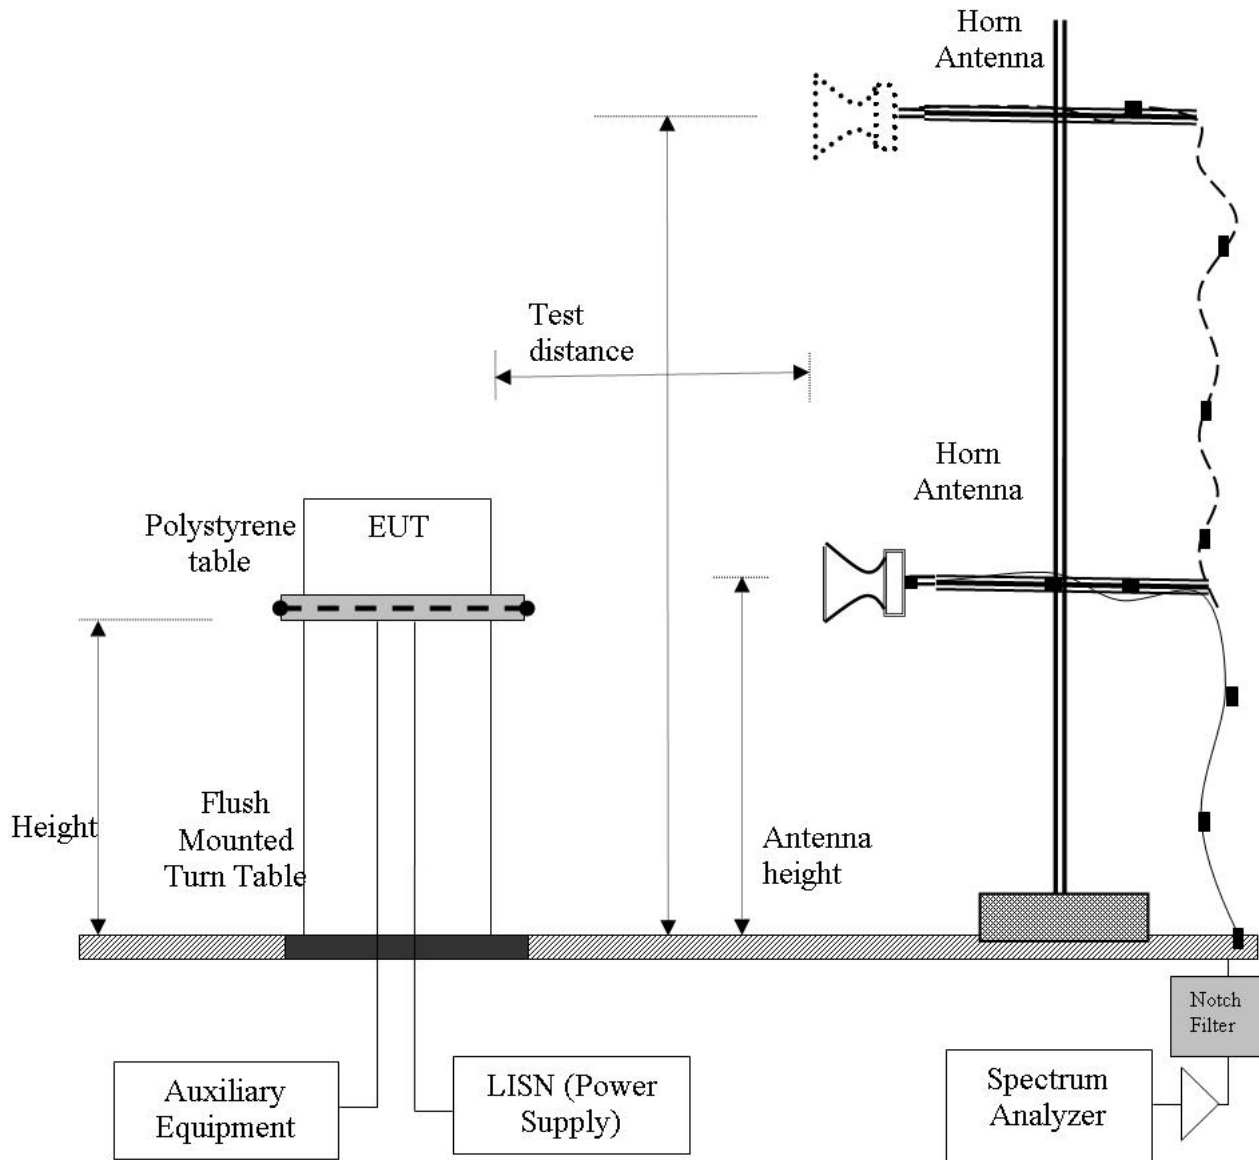 Horn
Antenna
Test
distance
Horn
Antenna
Polystyrene
table
EUT
Height
Flush
Mounted
Turn Table
Antenna
height
Notch
Filter
Auxiliary
Equipment
LISN (Power
Supply)
Spectrum
Analyzer